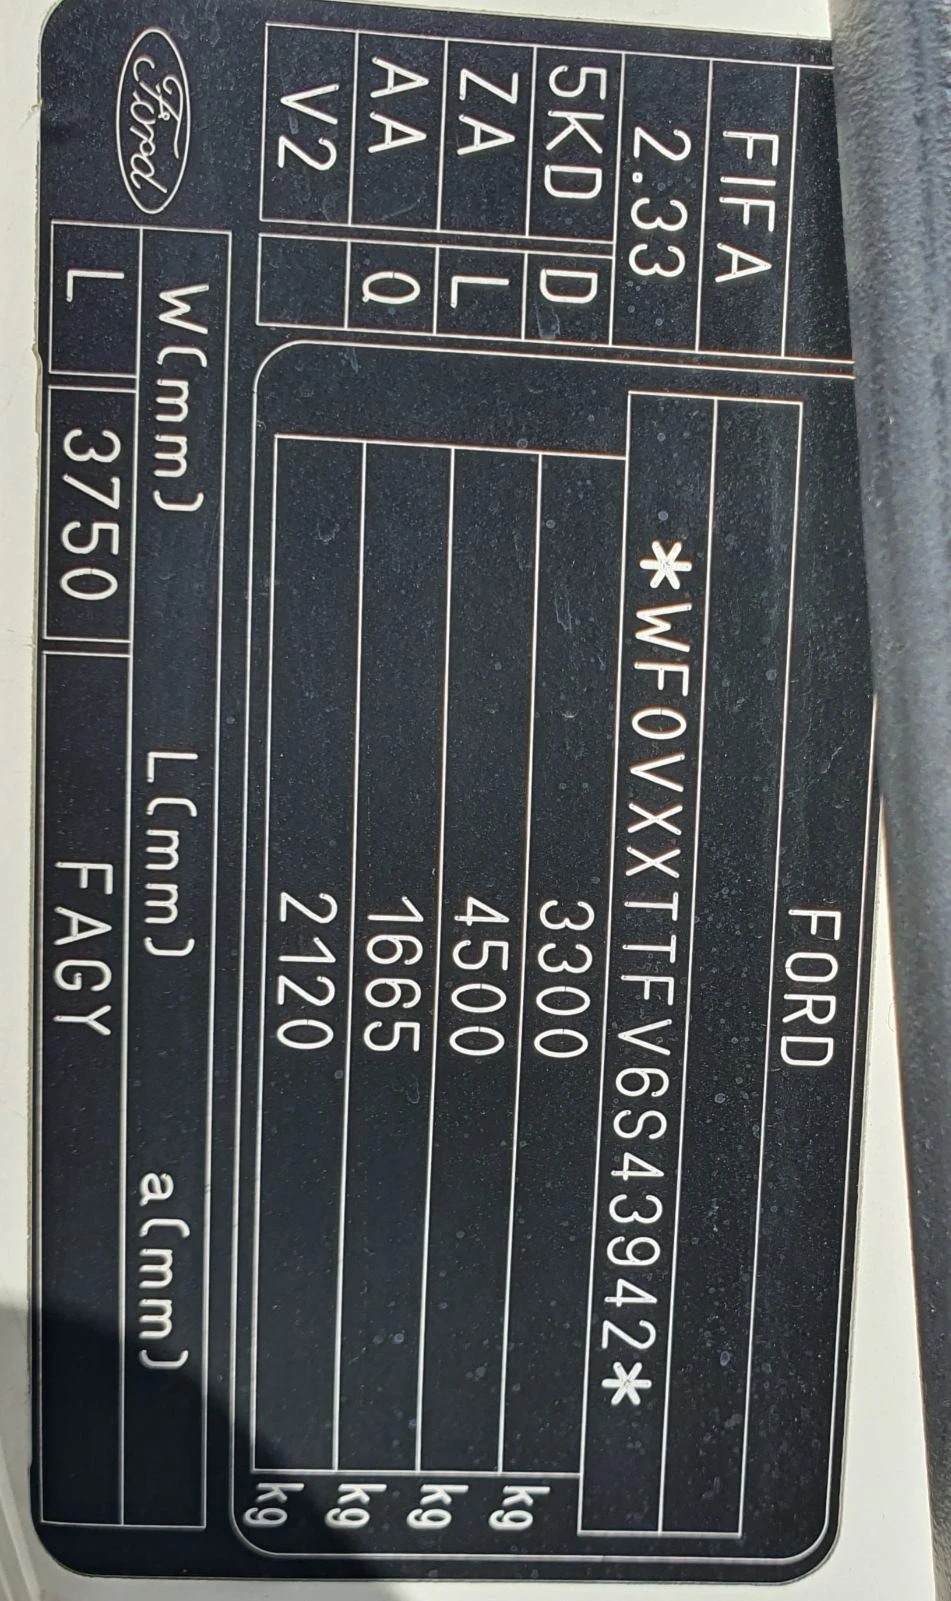 FORD
FIFA
2.33
*WF0VXXTTFV6S43942*
5KD D 3300 kg
ZA L 4500 kg
AA Q 1665 kg
V2 2120 kg
Ford
W(mm) L(mm) a(mm)
L 3750 FAGY